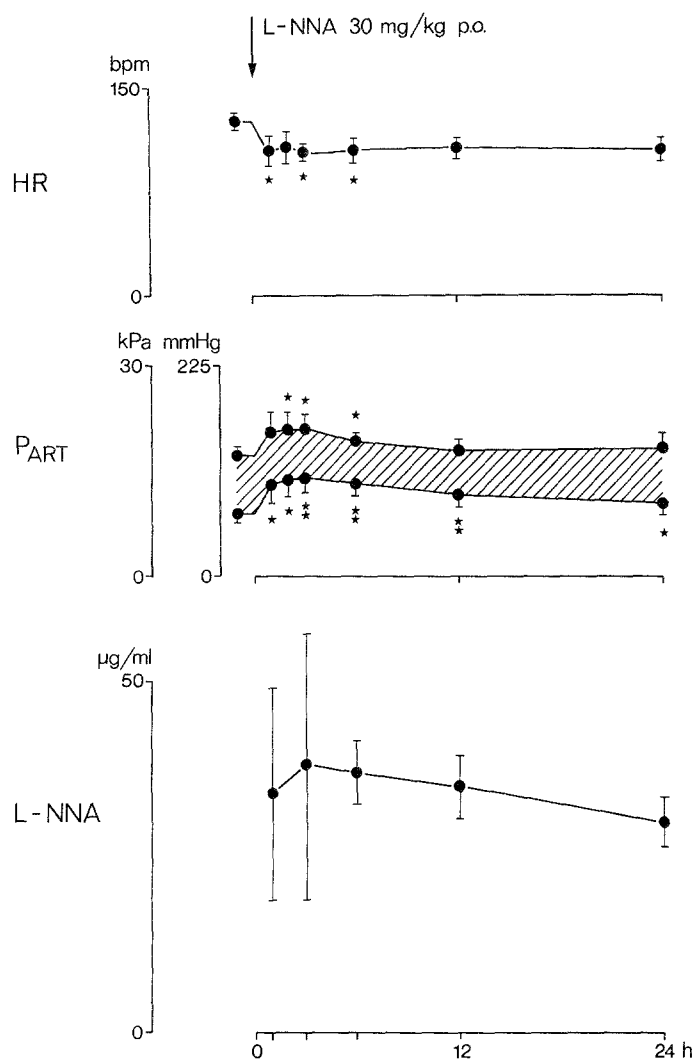 L-NNA 30 mg/kg p.o.
bpm
150
HR
0
kPa mmHg
30 225
PART
★ ★ ★
0 0
µg/ml
50
L-NNA
0
0 12 24 h